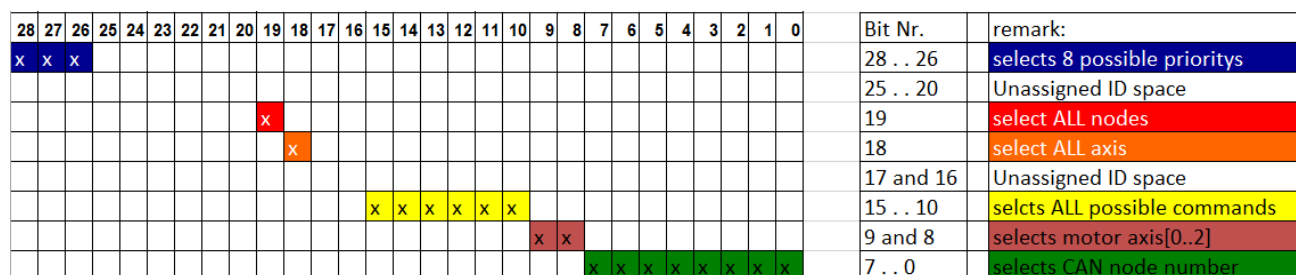 28 27 26 25 24 23 22 21 20 19 18 17 16 15 14 13 12 11 10 9 8 7 6 5 4 3 2 1 0 Bit Nr. remark:
x x x 28 . . 26 selects 8 possible prioritys
25 . . 20 Unassigned ID space
x 19 select ALL nodes
x 18 select ALL axis
17 and 16 Unassigned ID space
x x x x x x 15 . . 10 selcts ALL possible commands
x x 9 and 8 selects motor axis[0..2]
x x x x x x x x 7 . . 0 selects CAN node number